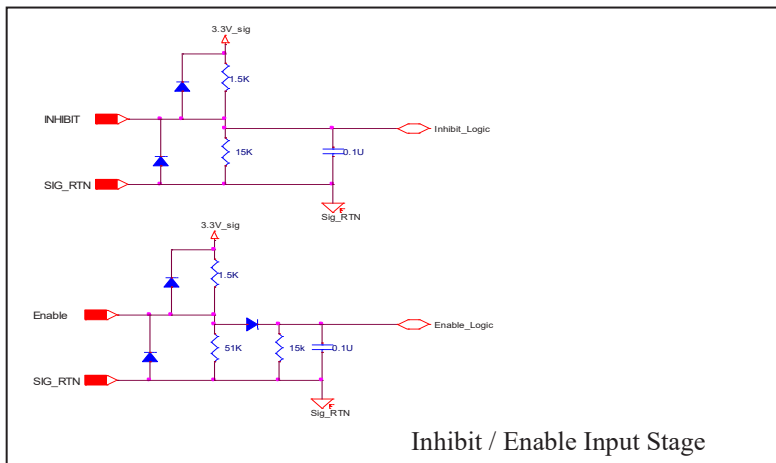 3.3V_sig
1.5K
INHIBIT
Inhibit_Logic
15K
0.1U
SIG_RTN
Sig_RTN
3.3V_sig
1.5K
Enable
Enable_Logic
51K
15k
0.1U
SIG_RTN
Sig_RTN
Inhibit / Enable Input Stage